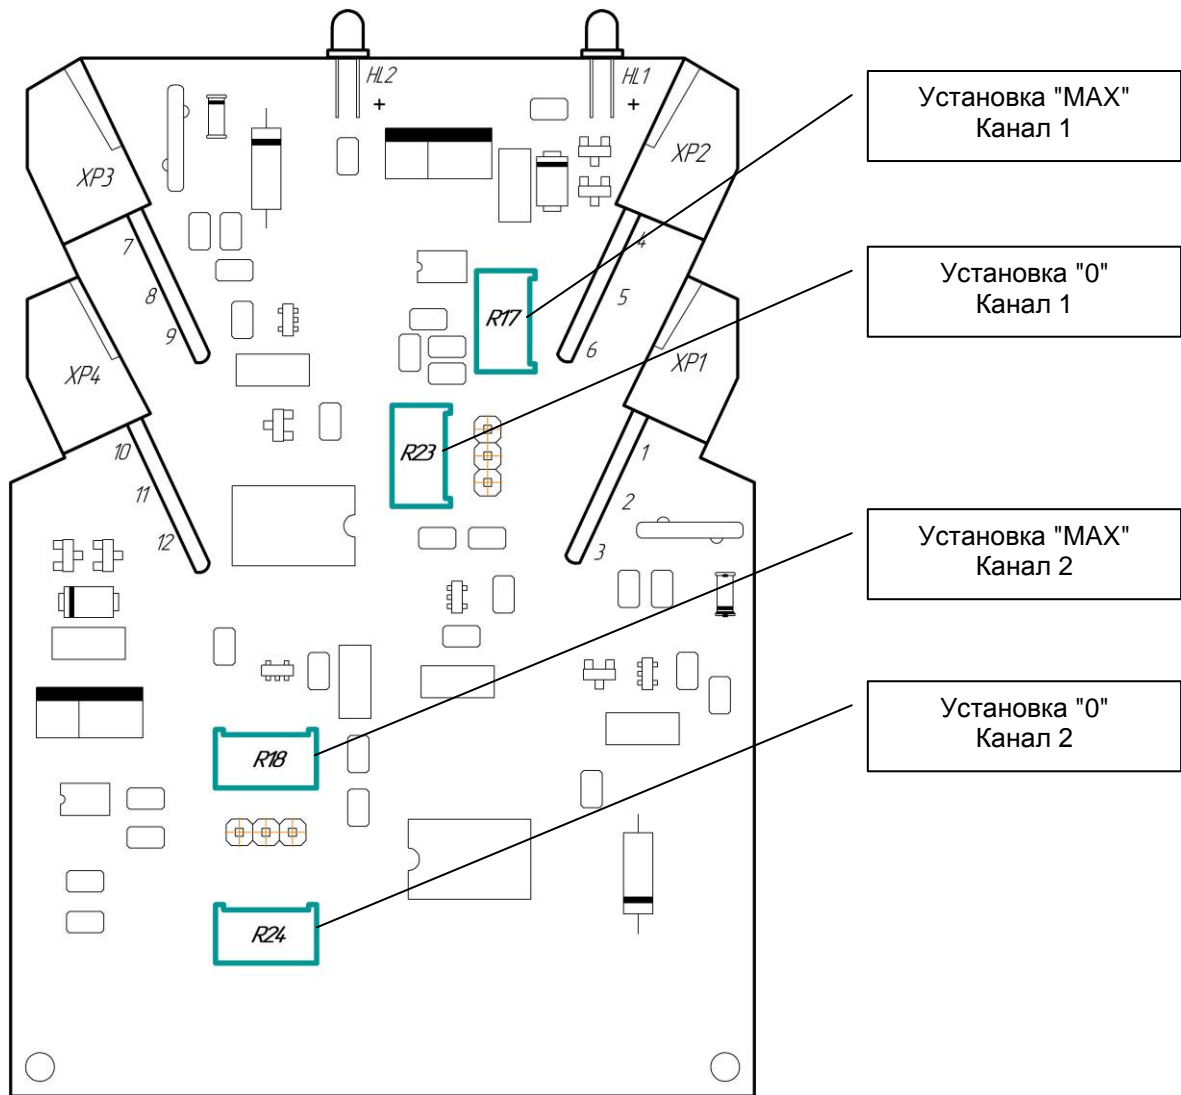 HL2
+
HL1
+
XP3
XP2
7
8
9
4
5
6
R17
XP4
XP1
R23
10
11
12
1
2
3
R18
R24
Установка "MAX"
Канал 1
Установка "0"
Канал 1
Установка "MAX"
Канал 2
Установка "0"
Канал 2